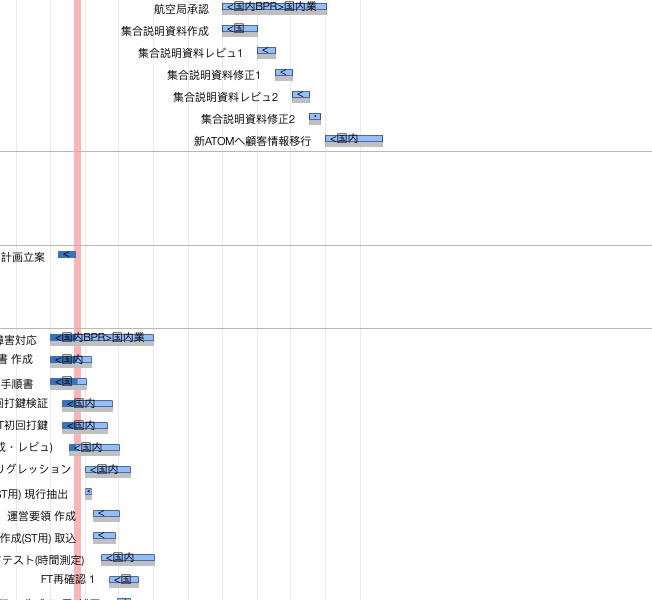 航空局承認 <国内BPR>国内業
集合説明資料作成 <国
集合説明資料レビュ1 <
集合説明資料修正1 <
集合説明資料レビュ2 <
集合説明資料修正2
新ATOMへ顧客情報移行 <国内
計画立案 <
障害対応 <国内BPR>国内業
書 作成 <国内
手順書 <国
回打鍵検証 <国内
T初回打鍵 <国内
成・レビュ) <国内
リグレッション <国内
ST用) 現行抽出
運営要領 作成 <
作成(ST用) 取込 <
テスト(時間測定) <国内
FT再確認 1 <国